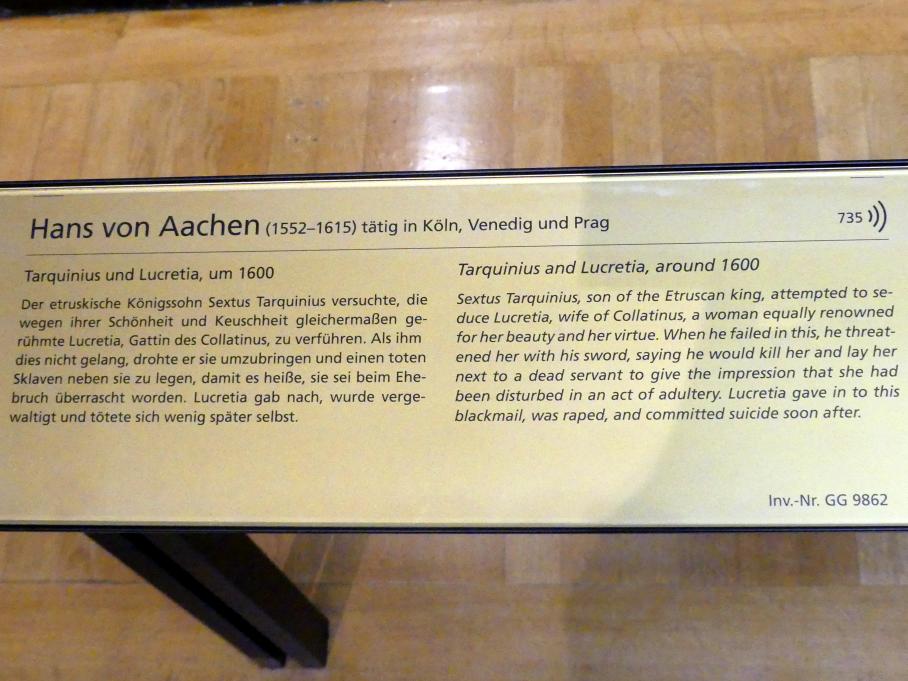 Hans von Aachen (1552–1615) tätig in Köln, Venedig und Prag
735
Tarquinius und Lucretia, um 1600
Der etruskische Königssohn Sextus Tarquinius versuchte, die
wegen ihrer Schönheit und Keuschheit gleichermaßen ge-
rühmte Lucretia, Gattin des Collatinus, zu verführen. Als ihm
dies nicht gelang, drohte er sie umzubringen und einen toten
Sklaven neben sie zu legen, damit es heiße, sie sei beim Ehe-
bruch überrascht worden. Lucretia gab nach, wurde verge-
waltigt und tötete sich wenig später selbst.
Tarquinius and Lucretia, around 1600
Sextus Tarquinius, son of the Etruscan king, attempted to se-
duce Lucretia, wife of Collatinus, a woman equally renowned
for her beauty and her virtue. When he failed in this, he threat-
ened her with his sword, saying he would kill her and lay her
next to a dead servant to give the impression that she had
been disturbed in an act of adultery. Lucretia gave in to this
blackmail, was raped, and committed suicide soon after.
Inv.-Nr. GG 9862